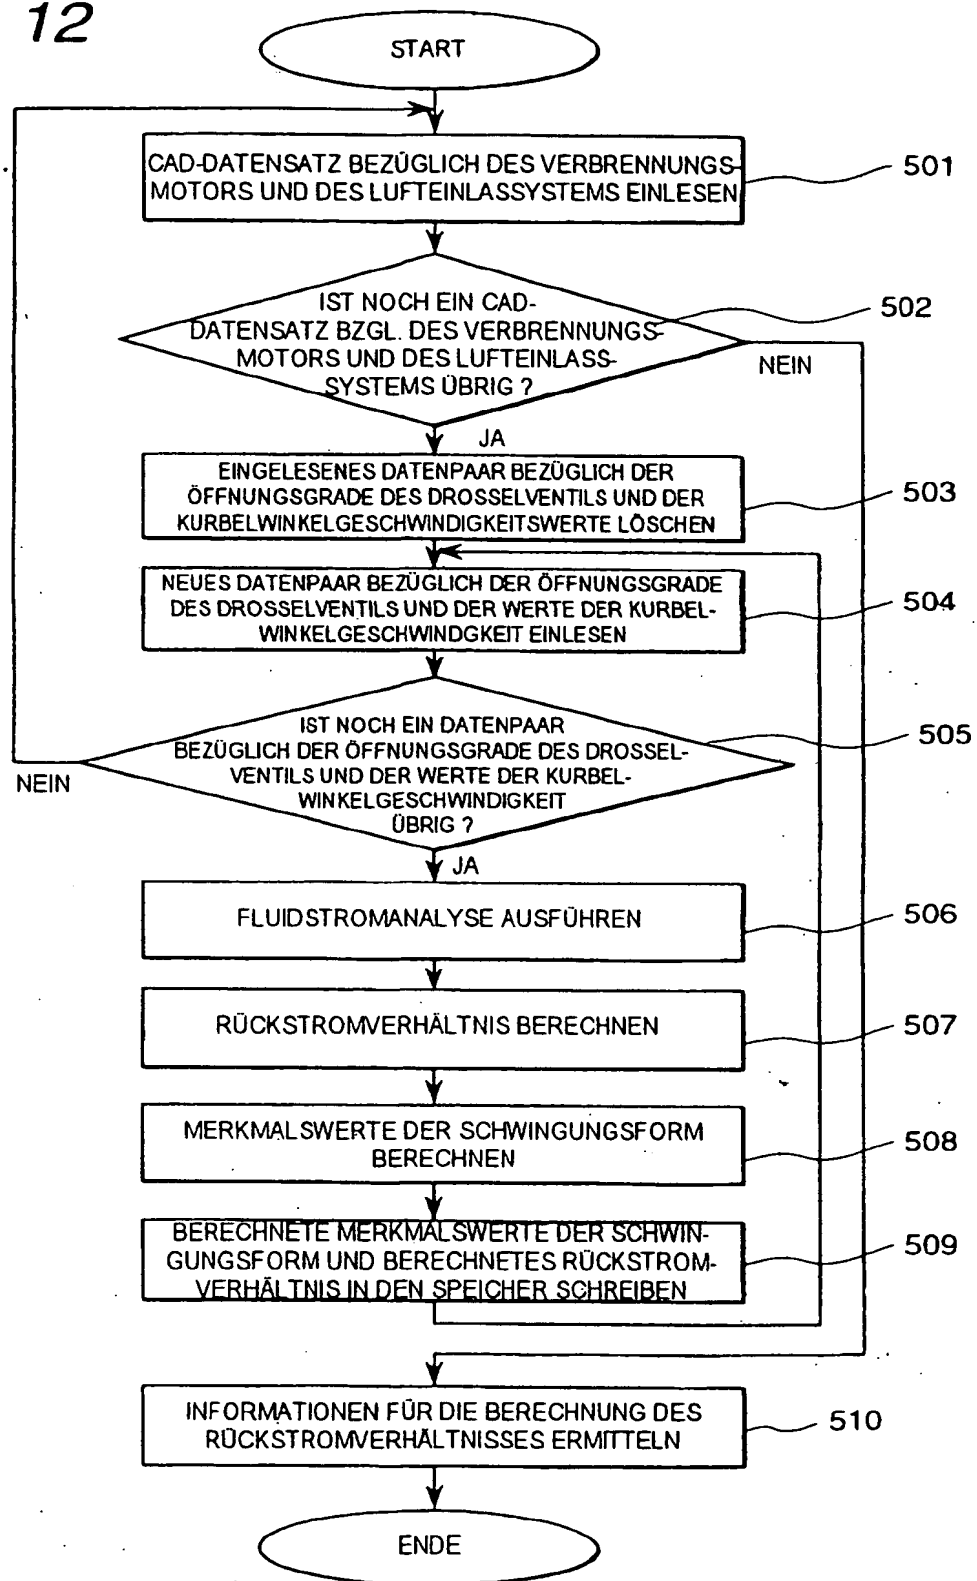 12
START
CAD-DATENSATZ BEZÜGLICH DES VERBRENNUNGS-
MOTORS UND DES LUFTEINLASSYSTEMS EINLESEN
501
IST NOCH EIN CAD-
DATENSATZ BZGL. DES VERBRENNUNGS-
MOTORS UND DES LUFTEINLASS-
SYSTEMS ÜBRIG ?
502
NEIN
JA
EINGELESENES DATENPAAR BEZÜGLICH DER
ÖFFNUNGSGRADE DES DROSSELVENTILS UND DER
KURBELWINKELGESCHWINDIGKEITSWERTE LÖSCHEN
503
NEUES DATENPAAR BEZÜGLICH DER ÖFFNUNGSGRADE
DES DROSSELVENTILS UND DER WERTE DER KURBEL-
WINKELGESCHWINDGKEIT EINLESEN
504
IST NOCH EIN DATENPAAR
BEZÜGLICH DER ÖFFNUNGSGRADE DES DROSSEL-
VENTILS UND DER WERTE DER KURBEL-
WINKELGESCHWINDIGKEIT
ÜBRIG ?
505
NEIN
JA
FLUIDSTROMANALYSE AUSFÜHREN
506
RÜCKSTROMVERHÄLTNIS BERECHNEN
507
MERKMALSWERTE DER SCHWINGUNGSFORM
BERECHNEN
508
BERECHNETE MERKMALSWERTE DER SCHWIN-
GUNGSFORM UND BERECHNETES RÜCKSTROM-
VERHÄLTNIS IN DEN SPEICHER SCHREIBEN
509
INFORMATIONEN FÜR DIE BERECHNUNG DES
RÜCKSTROMVERHÄLTNISSES ERMITTELN
510
ENDE